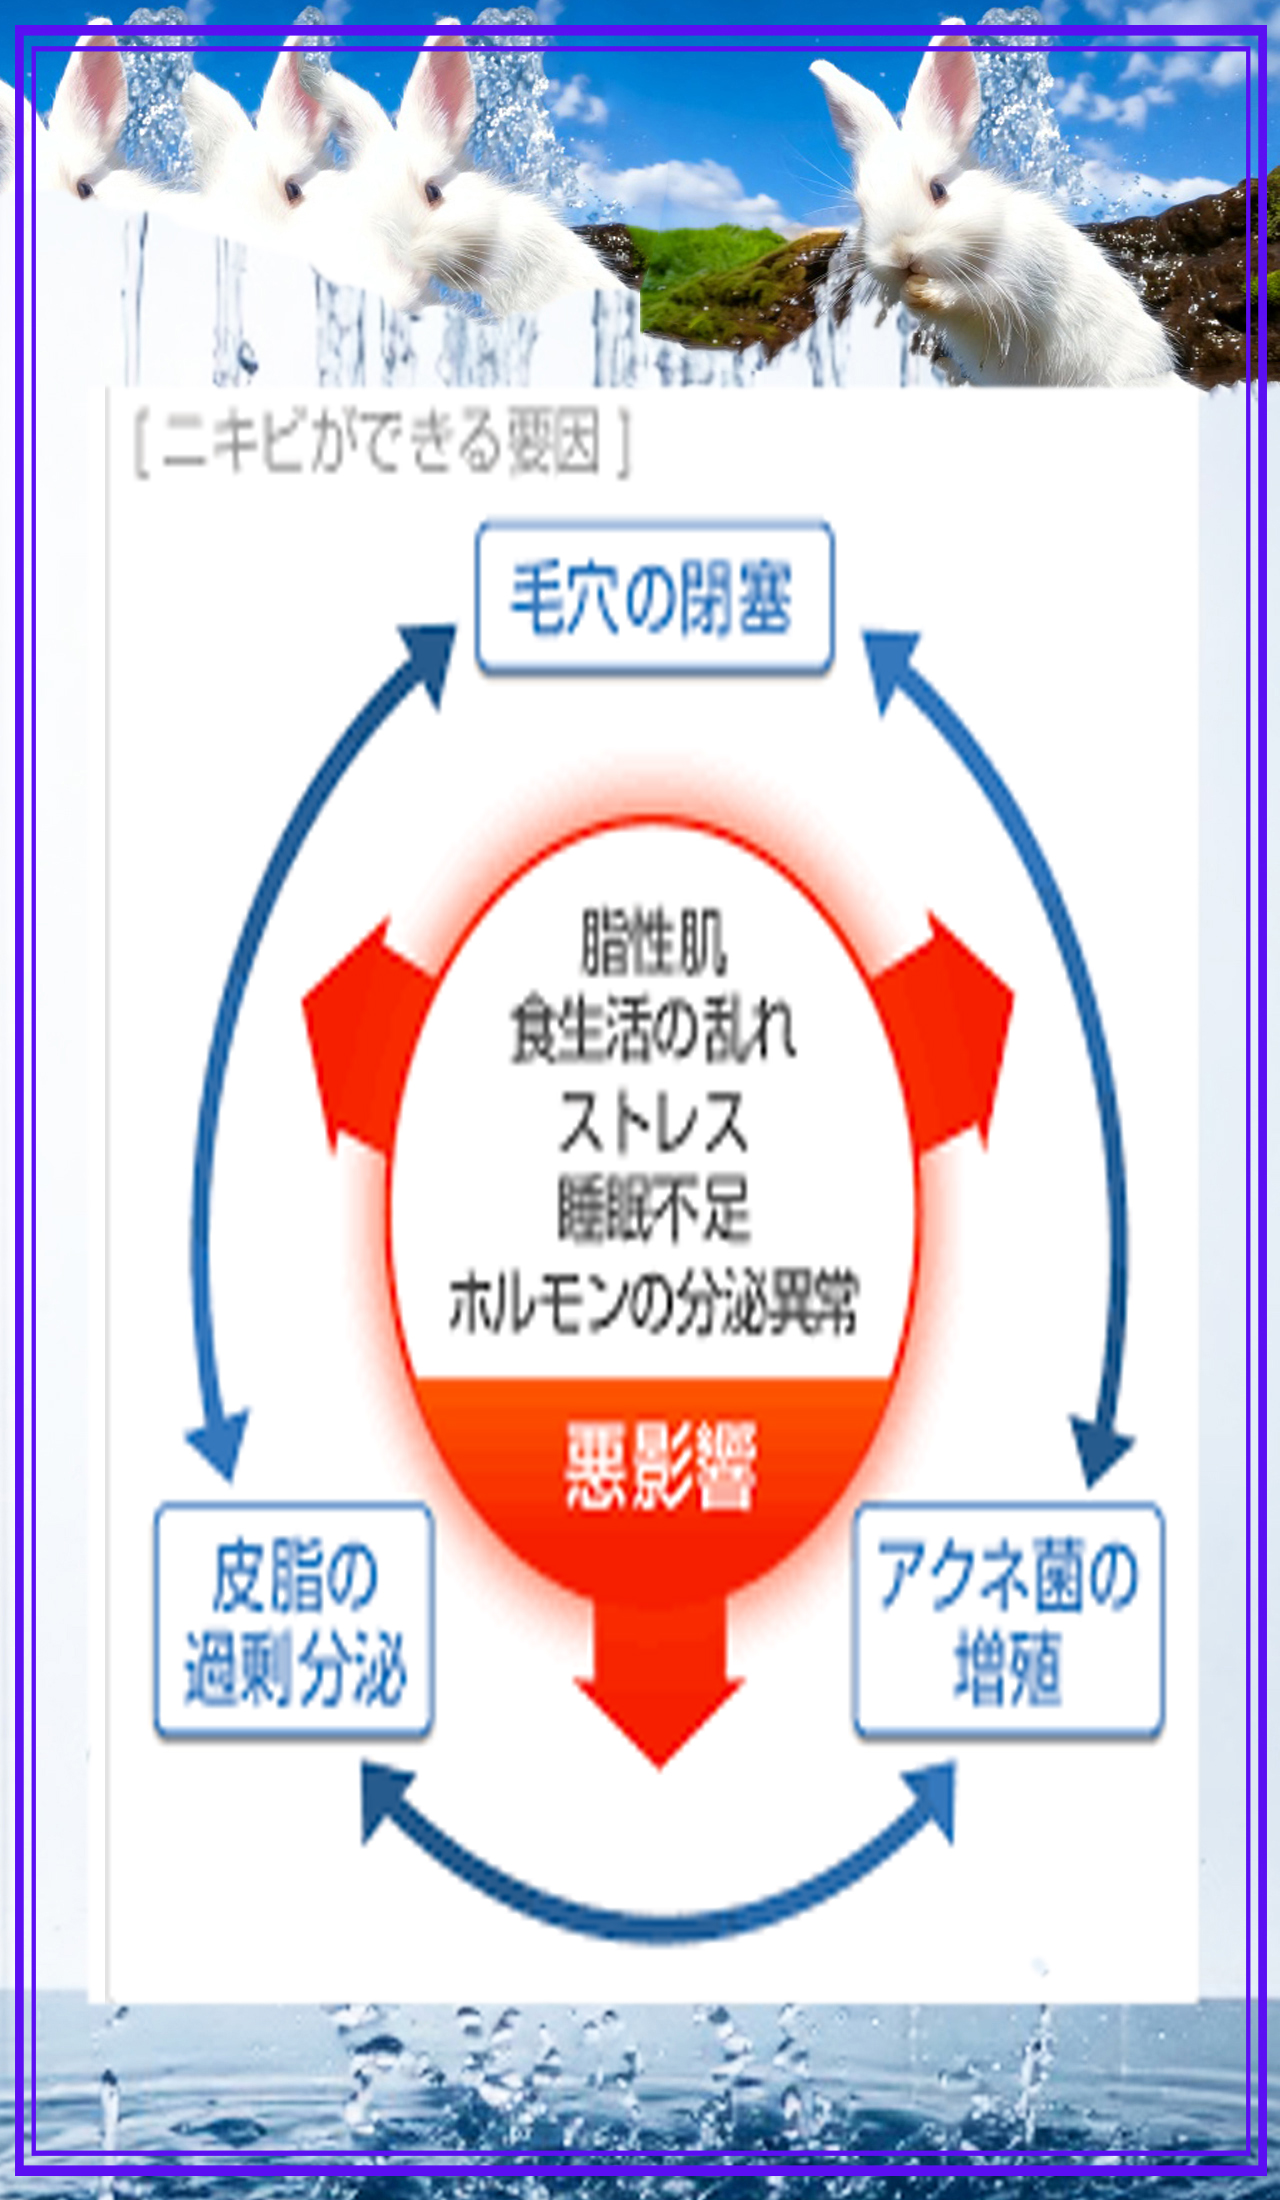 [ ニキビができる要因 ]
毛穴の閉塞
脂性肌
食生活の乱れ
ストレス
睡眠不足
ホルモンの分泌異常
悪影響
皮脂の
過剰分泌
アクネ菌の
増殖